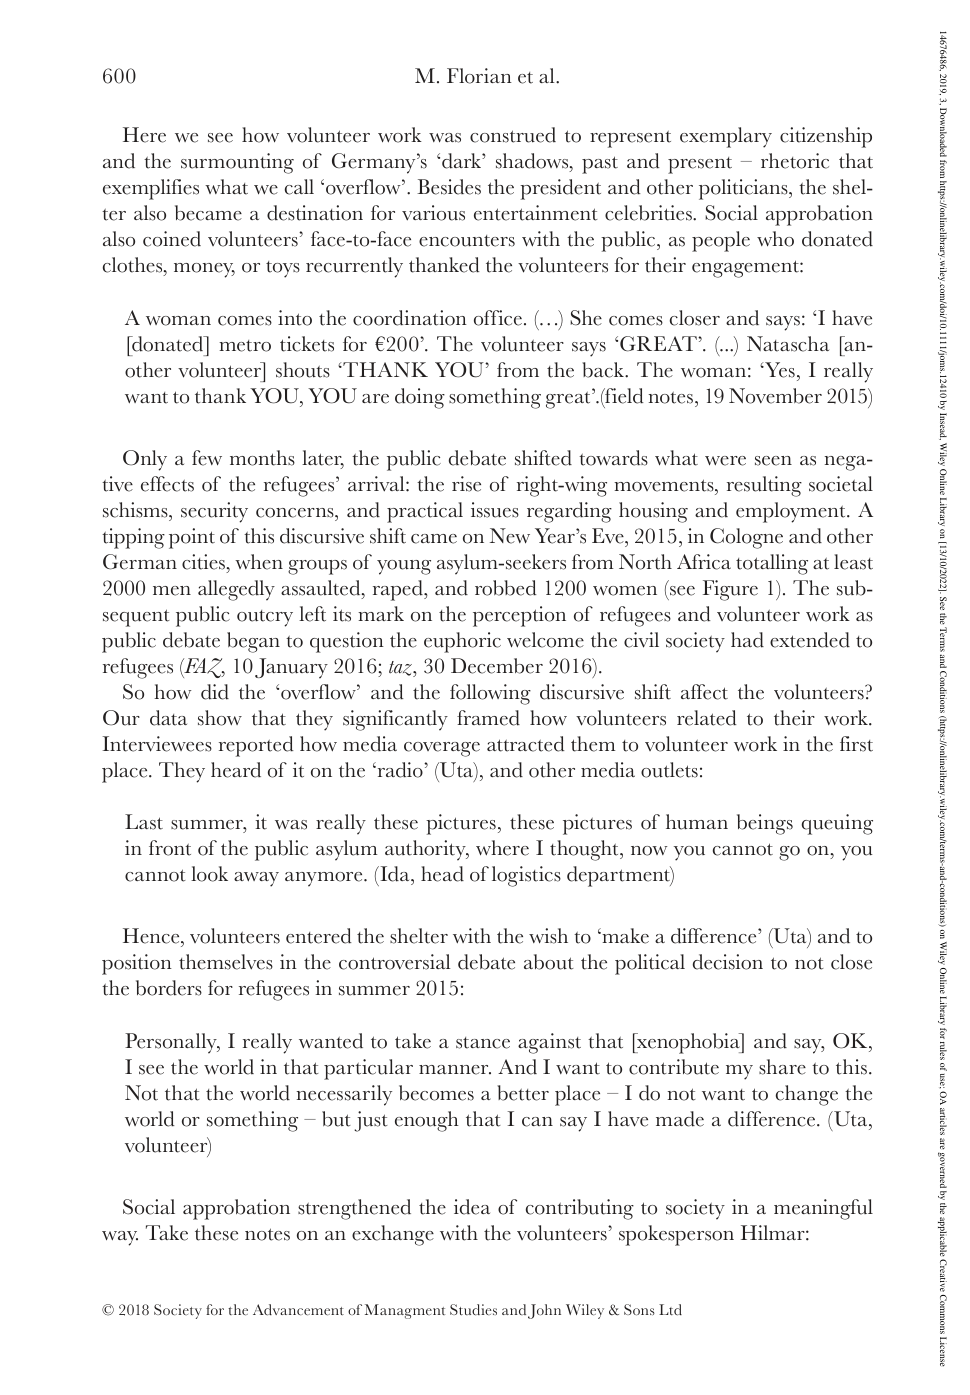 600
M. Florian et al.
Here we see how volunteer work was construed to represent exemplary citizenship
and the surmounting of Germany's ‘dark’ shadows, past and present – rhetoric that
exemplifies what we call ‘overflow’. Besides the president and other politicians, the shel-
ter also became a destination for various entertainment celebrities. Social approbation
also coined volunteers’ face-to-face encounters with the public, as people who donated
clothes, money, or toys recurrently thanked the volunteers for their engagement:
A woman comes into the coordination office. (…) She comes closer and says: ‘I have
[donated] metro tickets for €200’. The volunteer says ‘GREAT’. (...) Natascha [an-
other volunteer] shouts ‘THANK YOU’ from the back. The woman: ‘Yes, I really
want to thank YOU, YOU are doing something great’.(field notes, 19 November 2015)
Only a few months later, the public debate shifted towards what were seen as nega-
tive effects of the refugees’ arrival: the rise of right-wing movements, resulting societal
schisms, security concerns, and practical issues regarding housing and employment. A
tipping point of this discursive shift came on New Year’s Eve, 2015, in Cologne and other
German cities, when groups of young asylum-seekers from North Africa totalling at least
2000 men allegedly assaulted, raped, and robbed 1200 women (see Figure 1). The sub-
sequent public outcry left its mark on the perception of refugees and volunteer work as
public debate began to question the euphoric welcome the civil society had extended to
refugees (FAZ, 10 January 2016; taz, 30 December 2016).
So how did the ‘overflow’ and the following discursive shift affect the volunteers?
Our data show that they significantly framed how volunteers related to their work.
Interviewees reported how media coverage attracted them to volunteer work in the first
place. They heard of it on the ‘radio’ (Uta), and other media outlets:
Last summer, it was really these pictures, these pictures of human beings queuing
in front of the public asylum authority, where I thought, now you cannot go on, you
cannot look away anymore. (Ida, head of logistics department)
Hence, volunteers entered the shelter with the wish to ‘make a difference’ (Uta) and to
position themselves in the controversial debate about the political decision to not close
the borders for refugees in summer 2015:
Personally, I really wanted to take a stance against that [xenophobia] and say, OK,
I see the world in that particular manner. And I want to contribute my share to this.
Not that the world necessarily becomes a better place – I do not want to change the
world or something – but just enough that I can say I have made a difference. (Uta,
volunteer)
Social approbation strengthened the idea of contributing to society in a meaningful
way. Take these notes on an exchange with the volunteers’ spokesperson Hilmar:
© 2018 Society for the Advancement of Managment Studies and John Wiley & Sons Ltd
14676486, 2019, 3, Downloaded from https://onlinelibrary.wiley.com/doi/10.1111/joms.12410 by Insead, Wiley Online Library on [13/10/2022]. See the Terms and Conditions (https://onlinelibrary.wiley.com/terms-and-conditions) on Wiley Online Library for rules of use; OA articles are governed by the applicable Creative Commons License